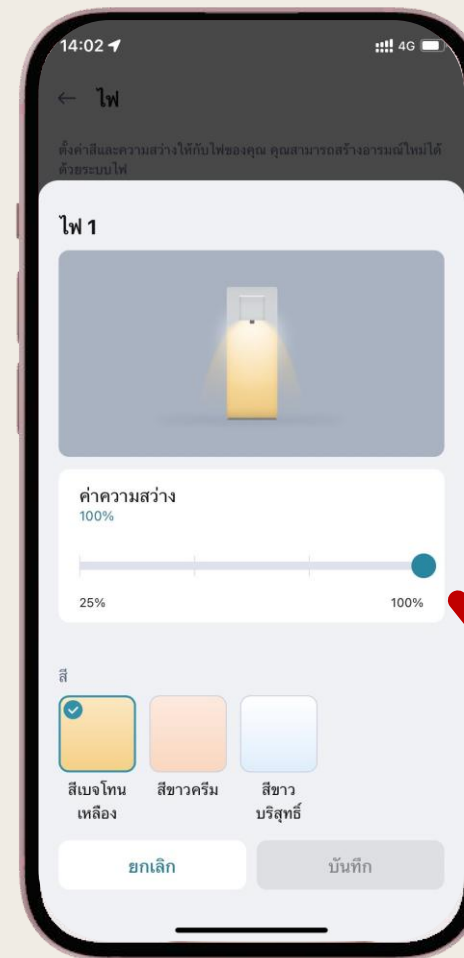 14:02
4G
ไฟ
ตั้งค่าสีและความสว่างให้กับไฟของคุณ คุณสามารถสร้างอารมณ์ใหม่ได้
ด้วยระบบไฟ
ไฟ 1
ค่าความสว่าง
100%
25% 100%
สี
สีเบจโทน
เหลือง
สีขาวครีม
สีขาว
บริสุทธิ์
ยกเลิก บันทึก